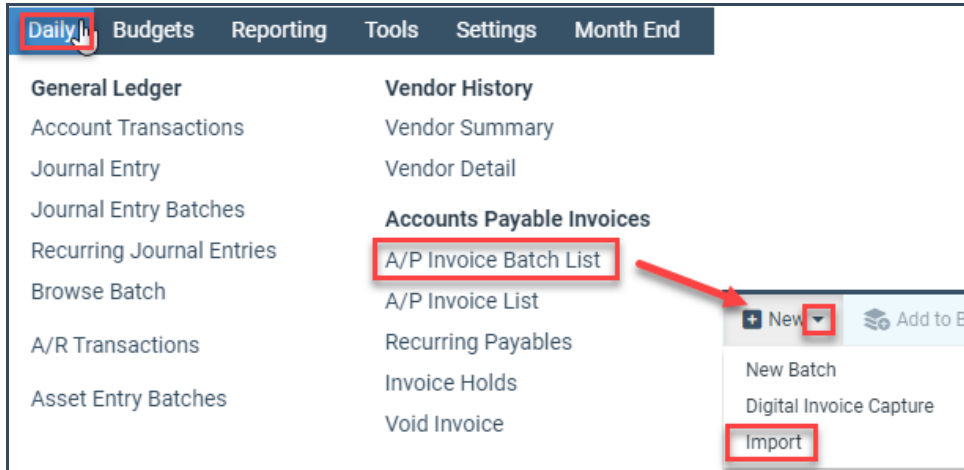 Daily Budgets Reporting Tools Settings Month End
General Ledger
Account Transactions
Journal Entry
Journal Entry Batches
Recurring Journal Entries
Browse Batch
A/R Transactions
Asset Entry Batches
Vendor History
Vendor Summary
Vendor Detail
Accounts Payable Invoices
A/P Invoice Batch List
A/P Invoice List
Recurring Payables
Invoice Holds
Void Invoice
New Add to B
New Batch
Digital Invoice Capture
Import